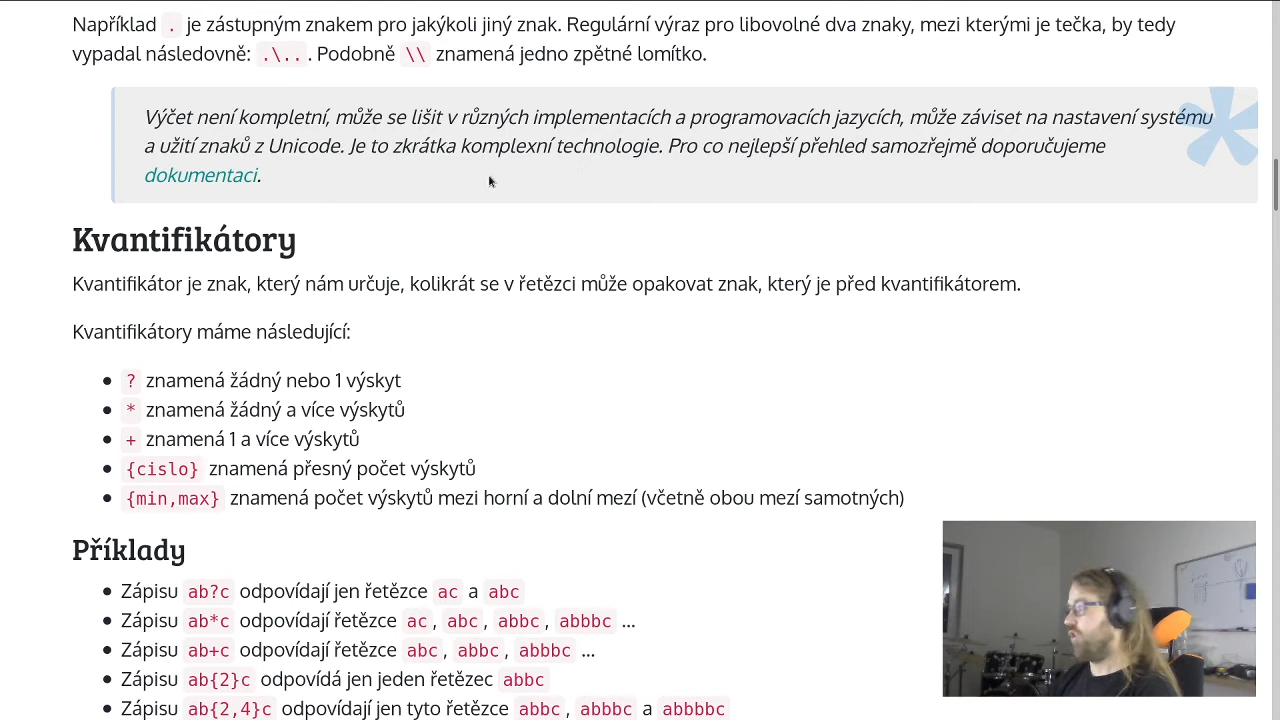 Například . je zástupným znakem pro jakýkoli jiný znak. Regulární výraz pro libovolné dva znaky, mezi kterými je tečka, by tedy
vypadal následovně: .\.. . Podobně \\ znamená jedno zpětné lomítko.
Výčet není kompletní, může se lišit v různých implementacích a programovacích jazycích, může záviset na nastavení systému
a užití znaků z Unicode. Je to zkrátka komplexní technologie. Pro co nejlepší přehled samozřejmě doporučujeme
dokumentaci.
Kvantifikátory
Kvantifikátor je znak, který nám určuje, kolikrát se v řetězci může opakovat znak, který je před kvantifikátorem.
Kvantifikátory máme následující:
• ? znamená žádný nebo 1 výskyt
• * znamená žádný a více výskytů
• + znamená 1 a více výskytů
• {cislo} znamená přesný počet výskytů
• {min,max} znamená počet výskytů mezi horní a dolní mezí (včetně obou mezí samotných)
Příklady
• Zápisu ab?c odpovídají jen řetězce ac a abc
• Zápisu ab*c odpovídají řetězce ac, abc, abbc, abbbc ...
• Zápisu ab+c odpovídají řetězce abc, abbc, abbbc ...
• Zápisu ab{2}c odpovídá jen jeden řetězec abbc
• Zápisu ab{2,4}c odpovídají jen tyto řetězce abbc, abbbc a abbbbc